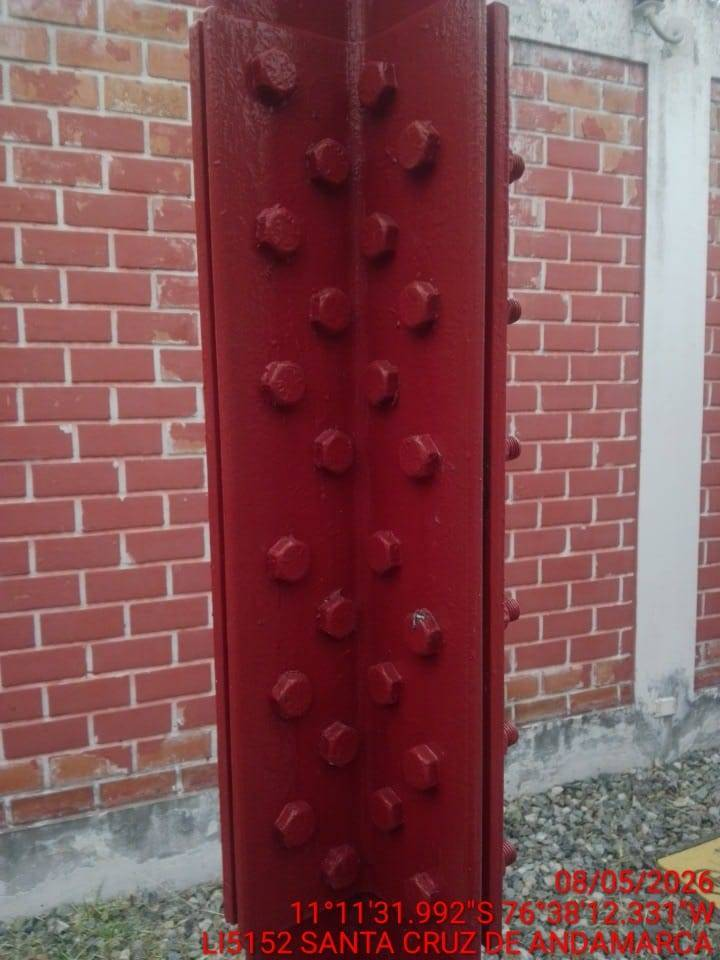 08/05/2026
11°11'31.992"S 76°38'12.331"W
LI5152 SANTA CRUZ DE ANDAMARCA